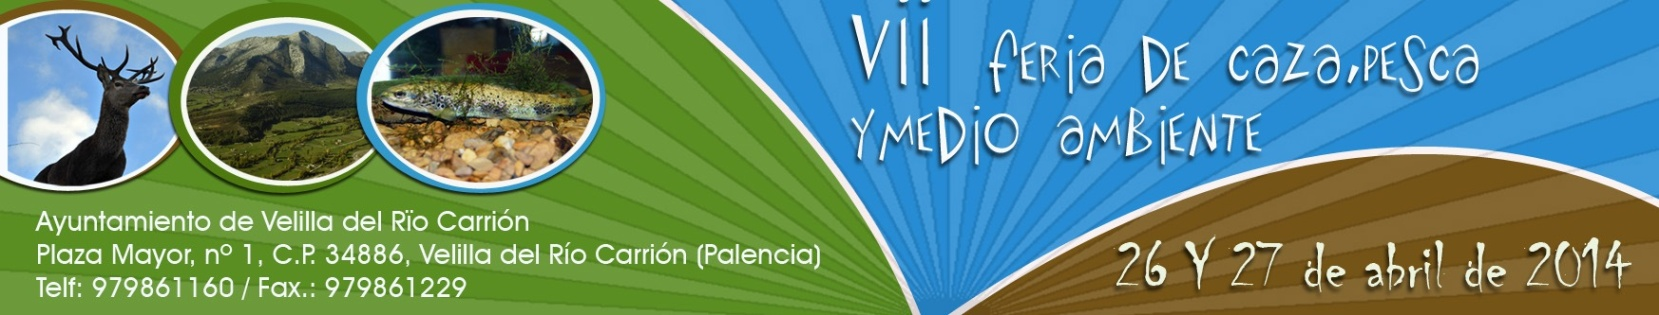 VII FERIA DE CAZA, PESCA
Y MEDIO AMBIENTE
Ayuntamiento de Velilla del Rïo Carrión
Plaza Mayor, nº 1, C.P. 34886, Velilla del Río Carrión (Palencia)
Telf: 979861160 / Fax.: 979861229
26 Y 27 de abril de 2014